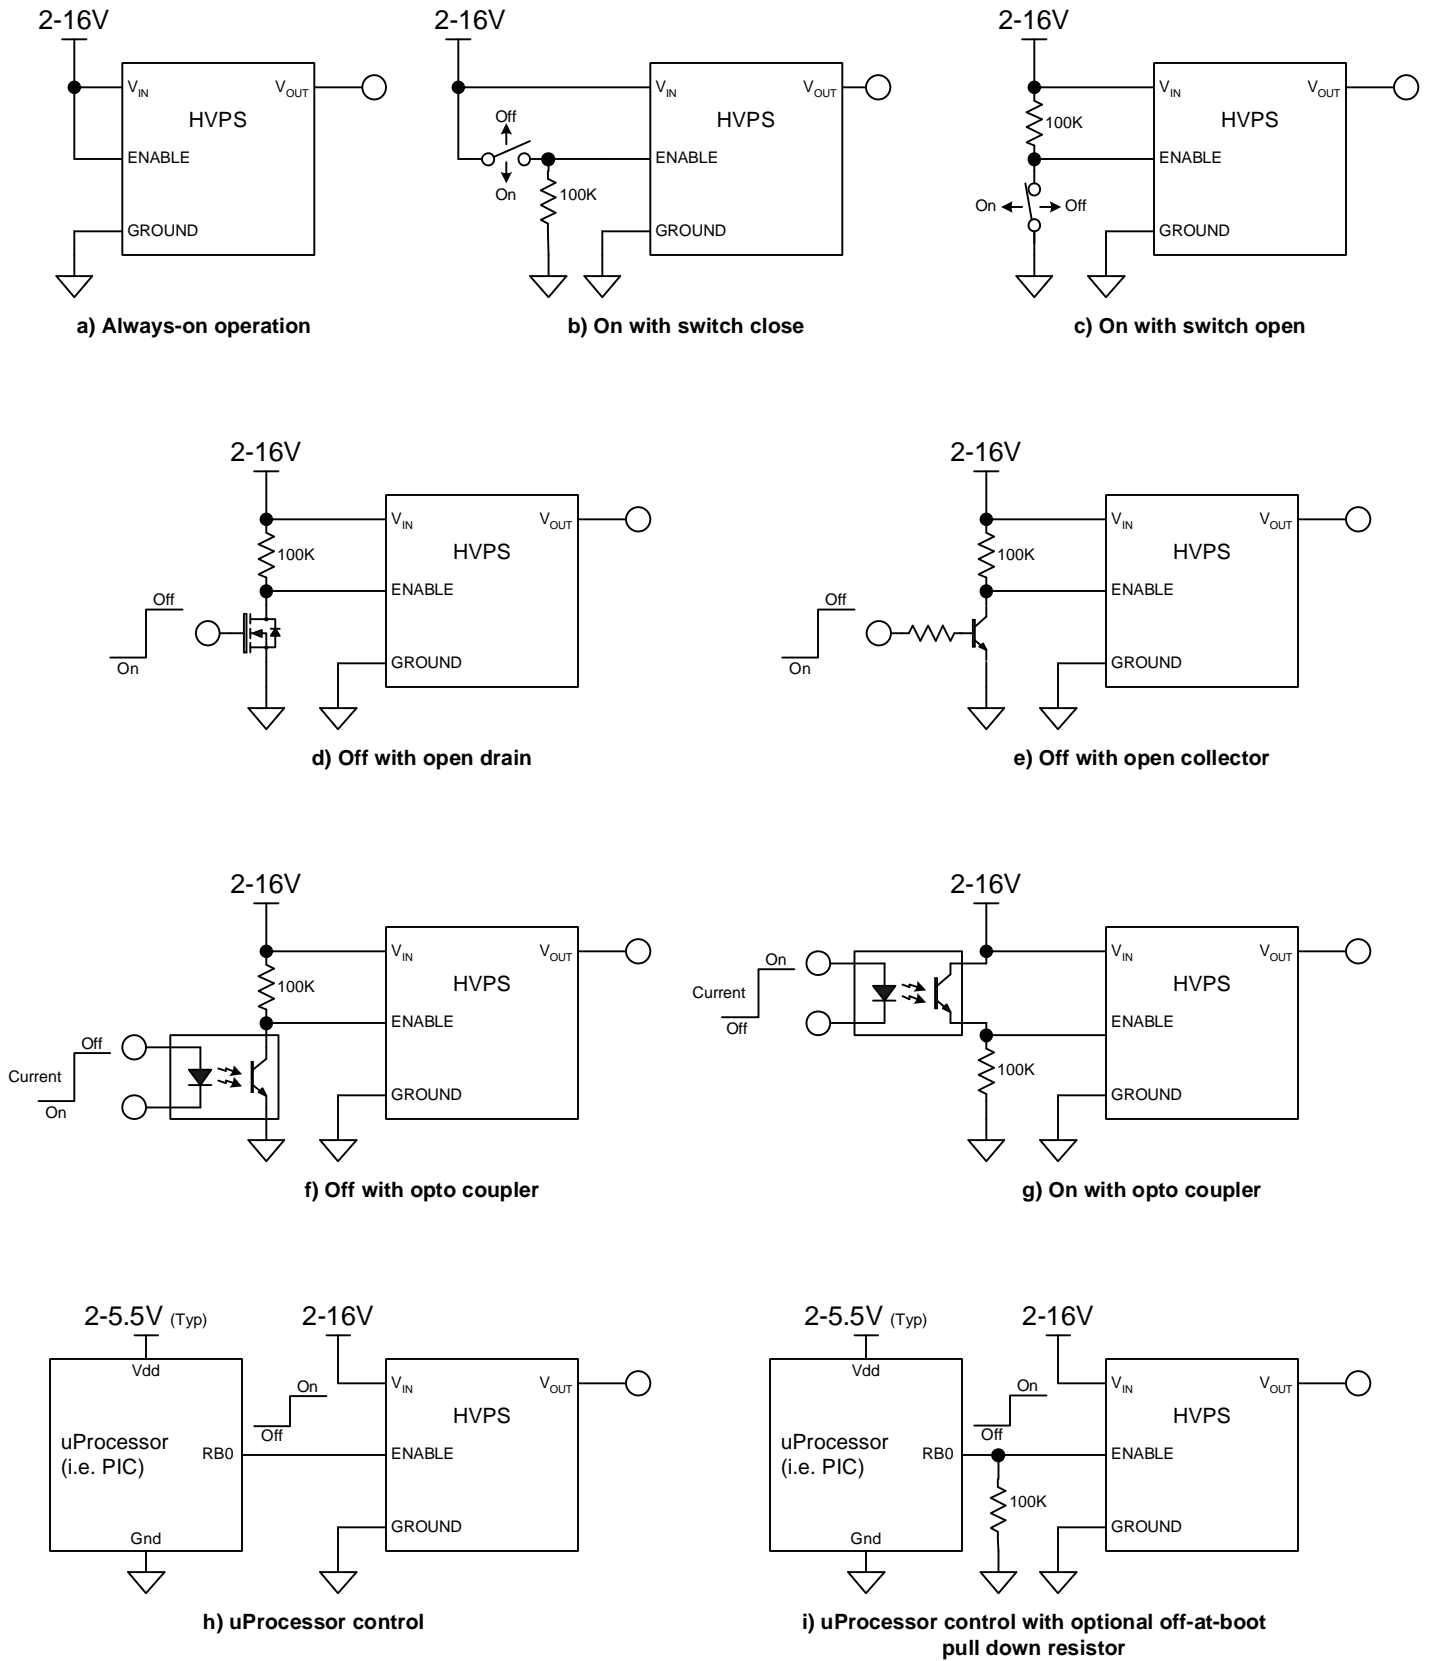 2-16V
VIN
VOUT
HVPS
ENABLE
GROUND
a) Always-on operation
2-16V
Off
On
100K
VIN
VOUT
HVPS
ENABLE
GROUND
b) On with switch close
2-16V
100K
On
Off
VIN
VOUT
HVPS
ENABLE
GROUND
c) On with switch open
2-16V
100K
Off
On
VIN
VOUT
HVPS
ENABLE
GROUND
d) Off with open drain
2-16V
100K
Off
On
VIN
VOUT
HVPS
ENABLE
GROUND
e) Off with open collector
2-16V
100K
Off
Current
On
VIN
VOUT
HVPS
ENABLE
GROUND
f) Off with opto coupler
2-16V
On
Current
Off
100K
VIN
VOUT
HVPS
ENABLE
GROUND
g) On with opto coupler
2-5.5V (Typ)
Vdd
uProcessor
(i.e. PIC)
RB0
Gnd
2-16V
On
Off
VIN
VOUT
HVPS
ENABLE
GROUND
h) uProcessor control
2-5.5V (Typ)
Vdd
uProcessor
(i.e. PIC)
RB0
Gnd
2-16V
On
Off
100K
VIN
VOUT
HVPS
ENABLE
GROUND
i) uProcessor control with optional off-at-boot
pull down resistor